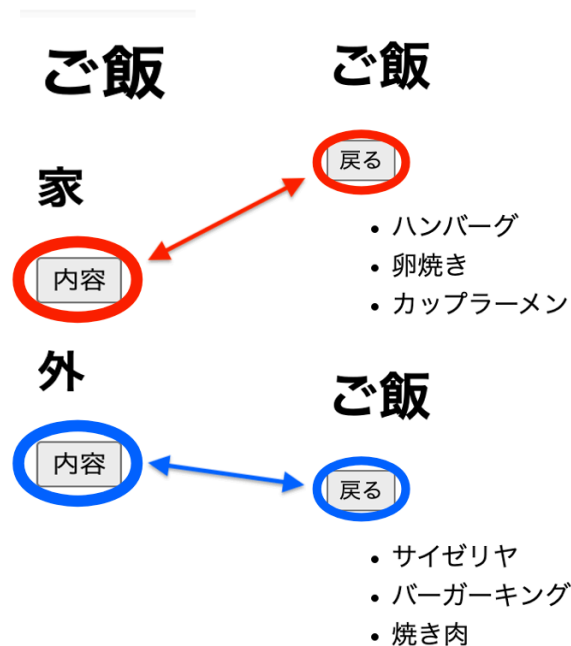 ご飯
家
内容
外
内容
ご飯
戻る
ハンバーグ
卵焼き
カップラーメン
ご飯
戻る
サイゼリヤ
バーガーキング
焼き肉